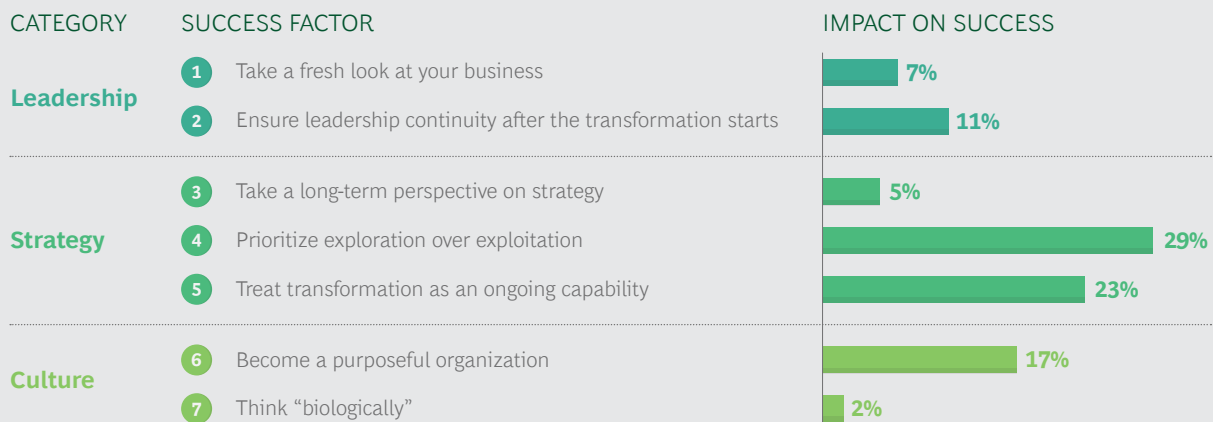 CATEGORY SUCCESS FACTOR IMPACT ON SUCCESS
Leadership
1 Take a fresh look at your business 7%
2 Ensure leadership continuity after the transformation starts 11%
Strategy
3 Take a long-term perspective on strategy 5%
4 Prioritize exploration over exploitation 29%
5 Treat transformation as an ongoing capability 23%
Culture
6 Become a purposeful organization 17%
7 Think “biologically” 2%